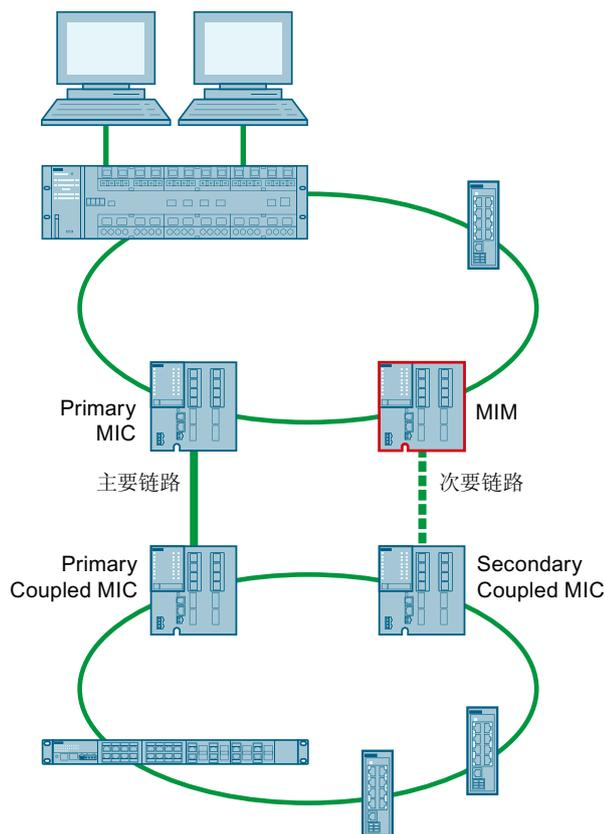 Primary
MIC
MIM
主要链路
次要链路
Primary
Coupled MIC
Secondary
Coupled MIC